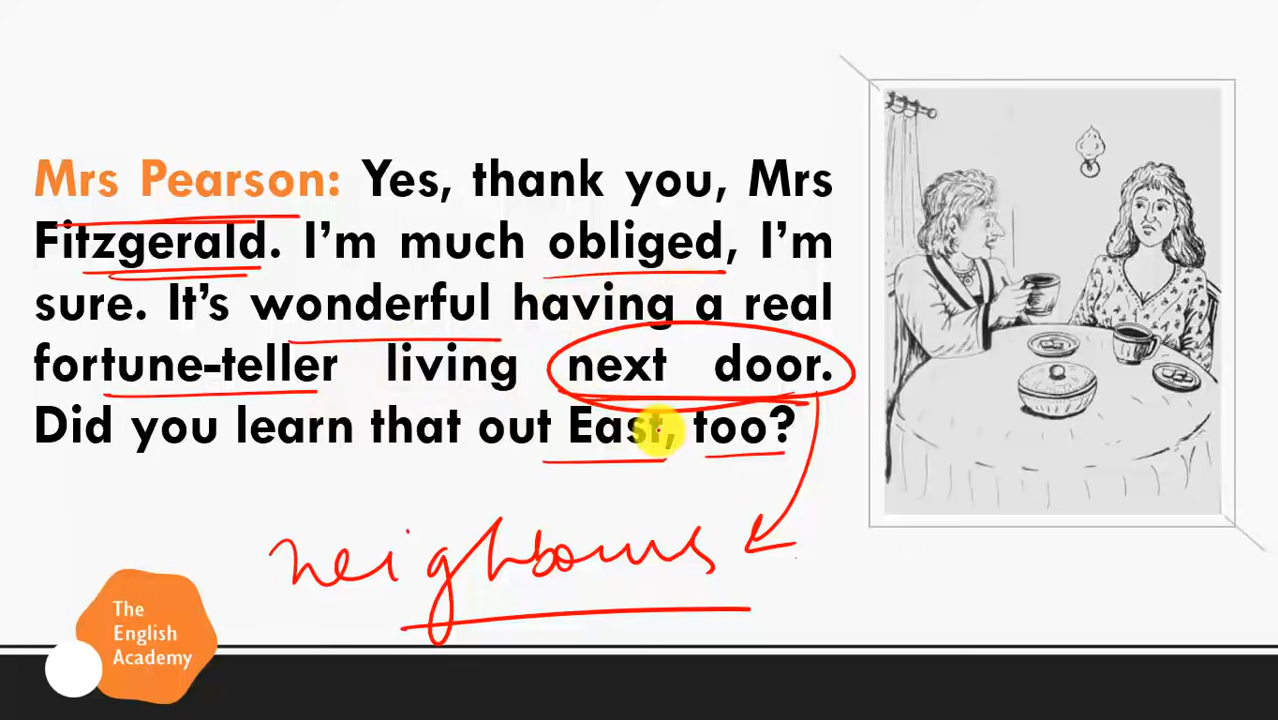 Mrs Pearson: Yes, thank you, Mrs
Fitzgerald. I'm much obliged, I'm
sure. It's wonderful having a real
fortune-teller living next door.
Did you learn that out East, too?
neighbours
The
English
Academy